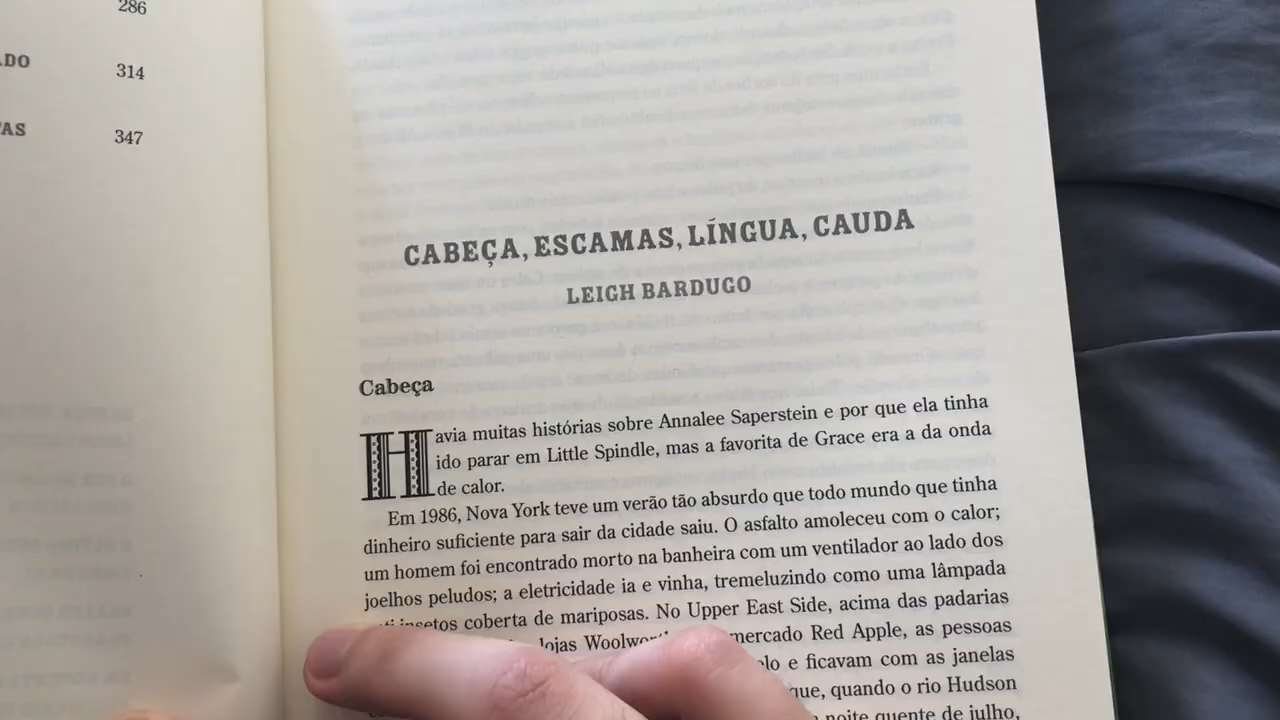 286
ADO 314
TAS 347
CABEÇA, ESCAMAS, LÍNGUA, CAUDA
LEIGH BARDUGO
Cabeça
Havia muitas histórias sobre Annalee Saperstein e por que ela tinha
ido parar em Little Spindle, mas a favorita de Grace era a da onda
de calor.
Em 1986, Nova York teve um verão tão absurdo que todo mundo que tinha
dinheiro suficiente para sair da cidade saiu. O asfalto amoleceu com o calor;
um homem foi encontrado morto na banheira com um ventilador ao lado dos
joelhos peludos; a eletricidade ia e vinha, tremeluzindo como uma lâmpada
insetos coberta de mariposas. No Upper East Side, acima das padarias
lojas mercado Red Apple, as pessoas
e ficavam com as janelas
que, quando o rio Hudson
noite quente de julho,